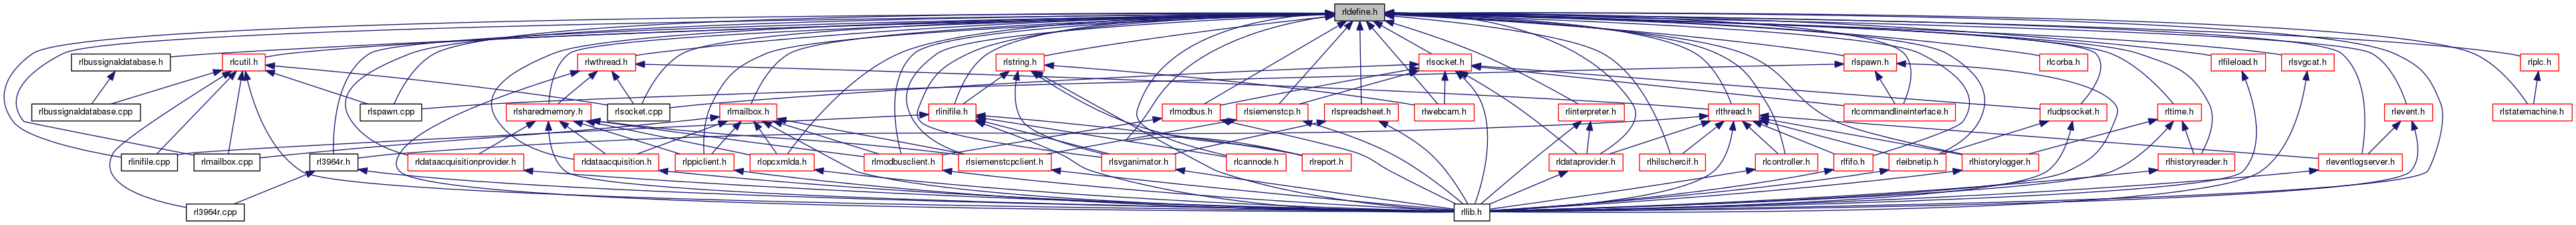 rldefine.h
rlbussignaldatabase.h
rlcutil.h
rlwthread.h
rlstring.h
rlsocket.h
rlspawn.h
rlcorba.h
rlfileload.h
rlsvgcat.h
rlplc.h
rlbussignaldatabase.cpp
rlspawn.cpp
rlsharedmemory.h
rlsocket.cpp
rlmailbox.h
rlinifile.h
rlmodbus.h
rlsiemenstcp.h
rlspreadsheet.h
rlwebcam.h
rlinterpreter.h
rlthread.h
rlcommandlineinterface.h
rludpsocket.h
rltime.h
rlevent.h
rlstatemachine.h
rlinifile.cpp
rlmailbox.cpp
rl3964r.h
rldataacquisitionprovider.h
rldataacquisition.h
rlppiclient.h
rlopcxmlda.h
rlmodbusclient.h
rlsiemenstcpclient.h
rlsvganimator.h
rlcannode.h
rlreport.h
rldataprovider.h
rlhilschercif.h
rlcontroller.h
rlfifo.h
rleibnetip.h
rlhistorylogger.h
rlhistoryreader.h
rleventlogserver.h
rl3964r.cpp
rllib.h